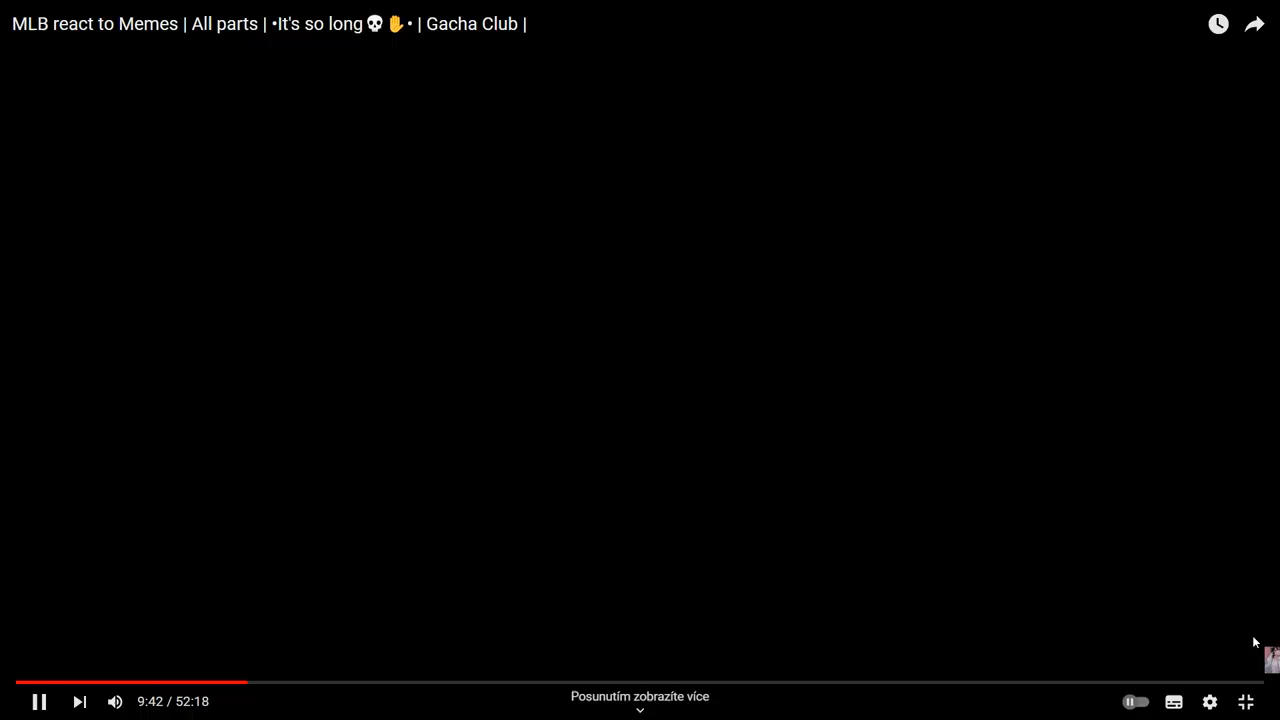 MLB react to Memes | All parts | •It's so long💀✋• | Gacha Club |
9:42 / 52:18
Posunutím zobrazíte více